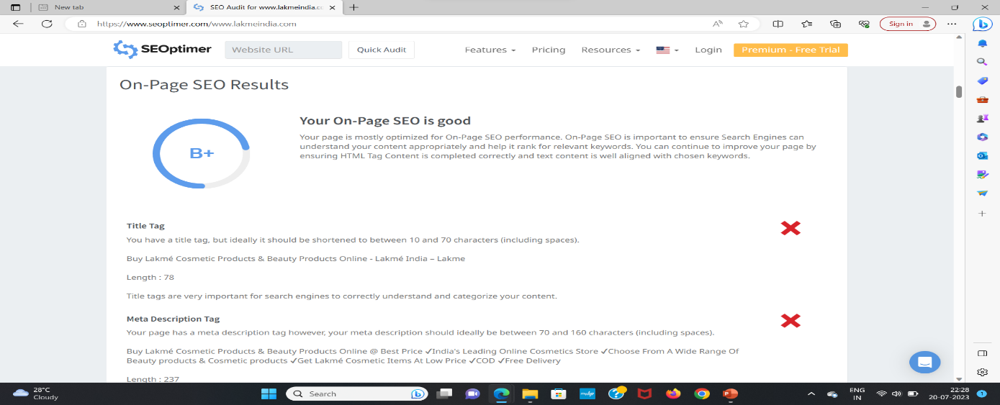 New tab
SEO Audit for www.lakmeindia.co
https://www.seoptimer.com/www.lakmeindia.com
Sign in
SEOptimer
Website URL
Quick Audit
Features
Pricing
Resources
Login
Premium - Free Trial
On-Page SEO Results
B+
Your On-Page SEO is good
Your page is mostly optimized for On-Page SEO performance. On-Page SEO is important to ensure Search Engines can
understand your content appropriately and help it rank for relevant keywords. You can continue to improve your page by
ensuring HTML Tag Content is completed correctly and text content is well aligned with chosen keywords.
Title Tag
You have a title tag, but ideally it should be shortened to between 10 and 70 characters (including spaces).
Buy Lakmé Cosmetic Products & Beauty Products Online - Lakmé India – Lakme
Length : 78
Title tags are very important for search engines to correctly understand and categorize your content.
Meta Description Tag
Your page has a meta description tag however, your meta description should ideally be between 70 and 160 characters (including spaces).
Buy Lakmé Cosmetic Products & Beauty Products Online @ Best Price ✓India's Leading Online Cosmetics Store ✓Choose From A Wide Range Of
Beauty products & Cosmetic products ✓Get Lakmé Cosmetic Items At Low Price ✓COD ✓Free Delivery
Length : 237
28°C
Cloudy
Search
myhp
ENG
IN
22:28
20-07-2023
1